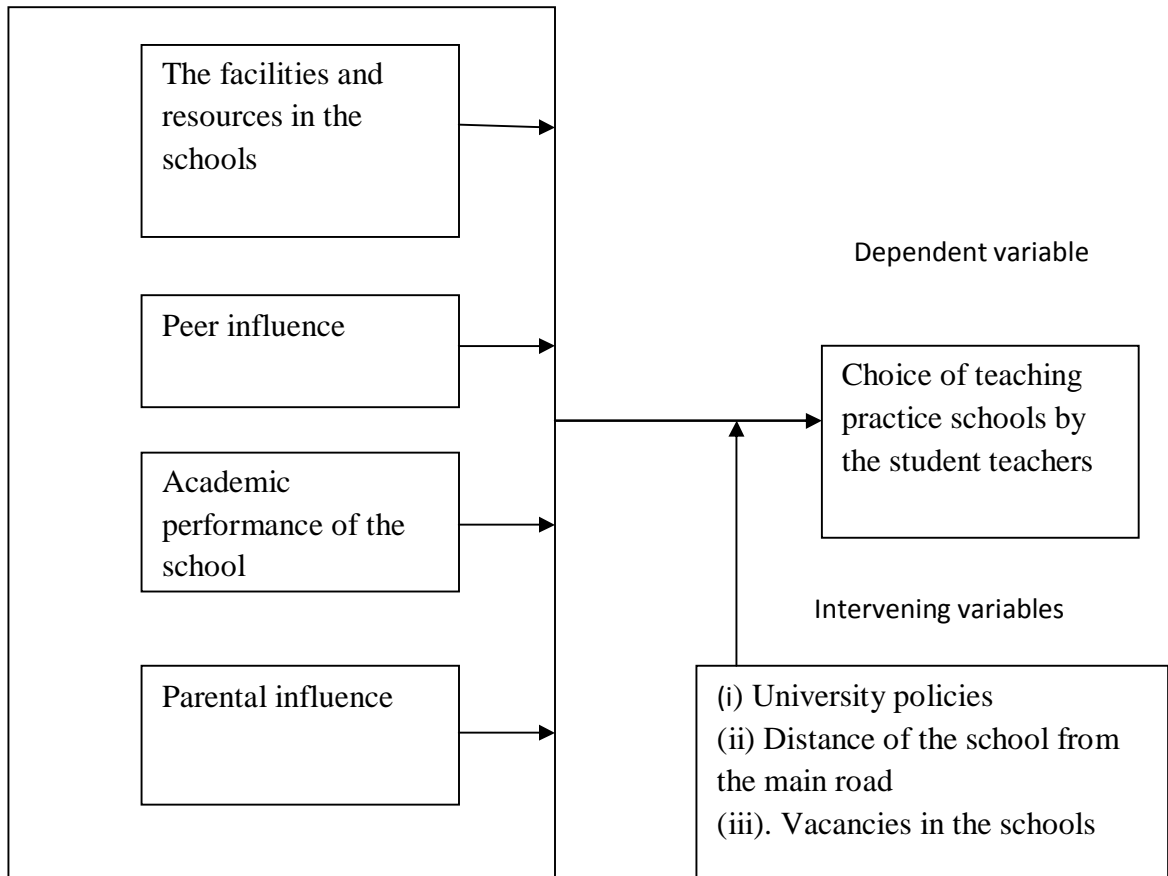 The facilities and
resources in the
schools
Peer influence
Academic
performance of the
school
Parental influence
Dependent variable
Choice of teaching
practice schools by
the student teachers
Intervening variables
(i) University policies
(ii) Distance of the school from
the main road
(iii). Vacancies in the schools